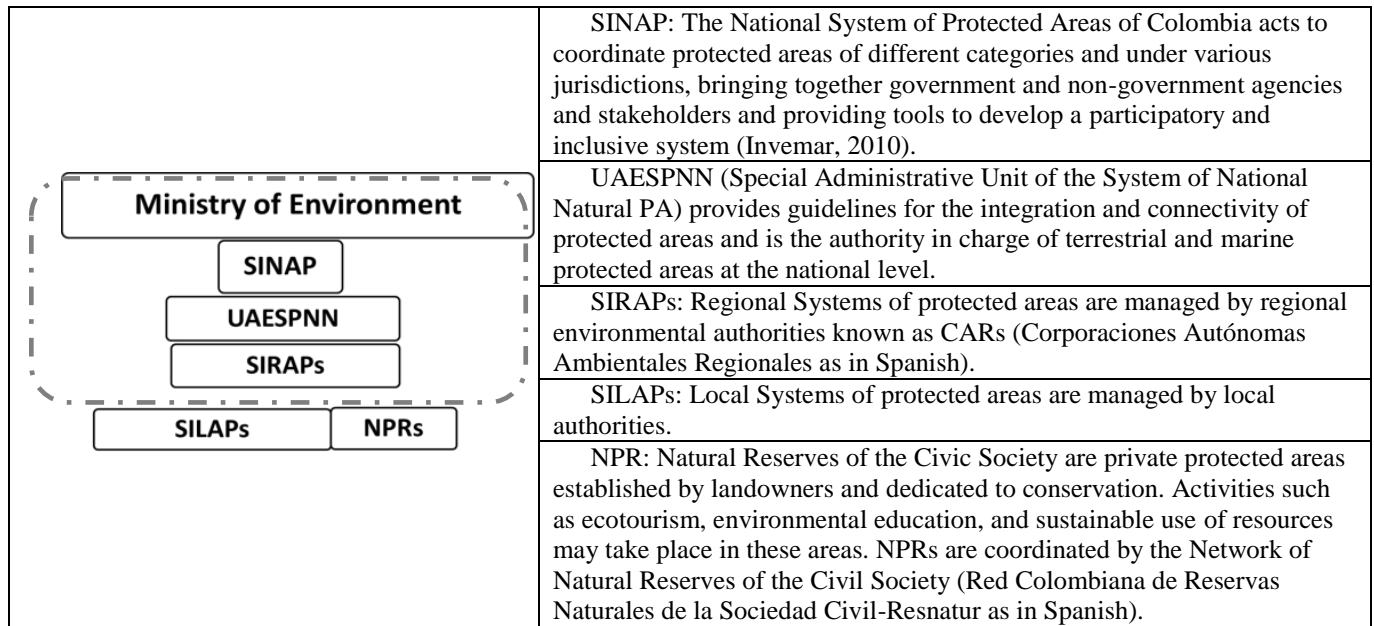 Ministry of Environment
SINAP
UAESPNN
SIRAPs
SILAPs NPRs
SINAP: The National System of Protected Areas of Colombia acts to
coordinate protected areas of different categories and under various
jurisdictions, bringing together government and non-government agencies
and stakeholders and providing tools to develop a participatory and
inclusive system (Invemar, 2010).
UAESPNN (Special Administrative Unit of the System of National
Natural PA) provides guidelines for the integration and connectivity of
protected areas and is the authority in charge of terrestrial and marine
protected areas at the national level.
SIRAPs: Regional Systems of protected areas are managed by regional
environmental authorities known as CARs (Corporaciones Autónomas
Ambientales Regionales as in Spanish).
SILAPs: Local Systems of protected areas are managed by local
authorities.
NPR: Natural Reserves of the Civic Society are private protected areas
established by landowners and dedicated to conservation. Activities such
as ecotourism, environmental education, and sustainable use of resources
may take place in these areas. NPRs are coordinated by the Network of
Natural Reserves of the Civil Society (Red Colombiana de Reservas
Naturales de la Sociedad Civil-Resnatur as in Spanish).